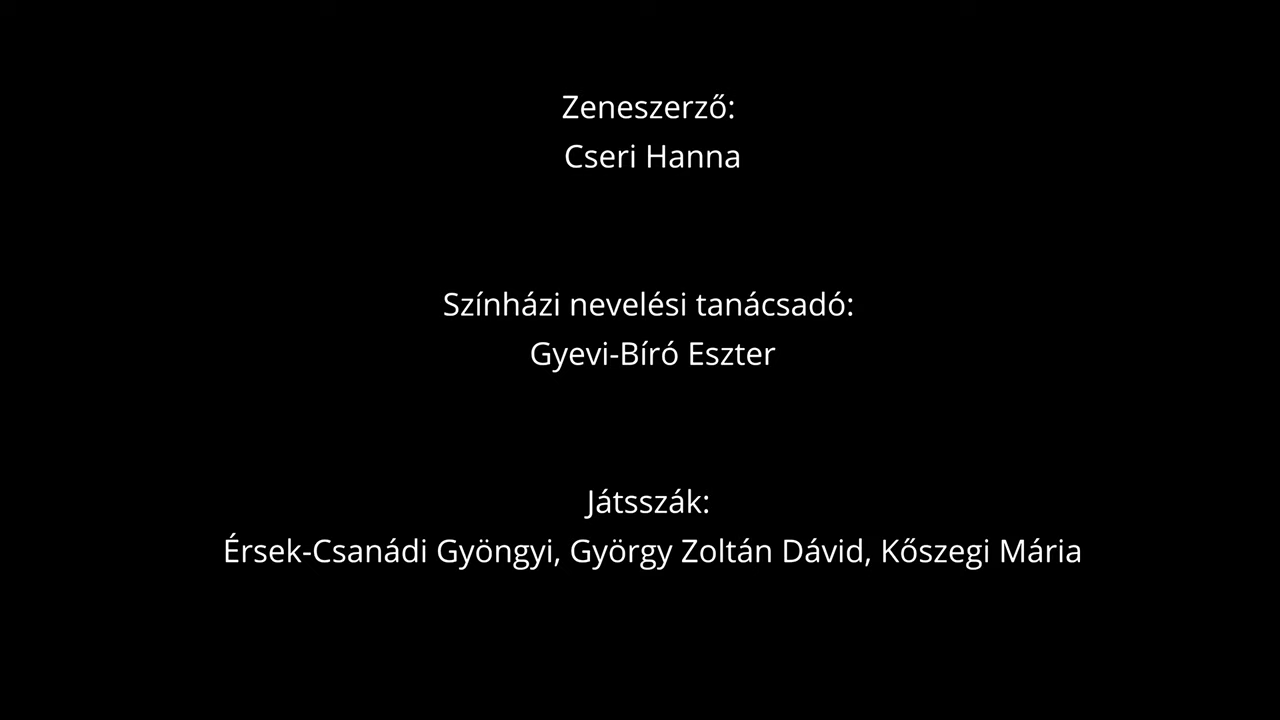 Zeneszerző:
Cseri Hanna
Színházi nevelési tanácsadó:
Gyevi-Bíró Eszter
Játsszák:
Érsek-Csanádi Gyöngyi, György Zoltán Dávid, Kőszegi Mária